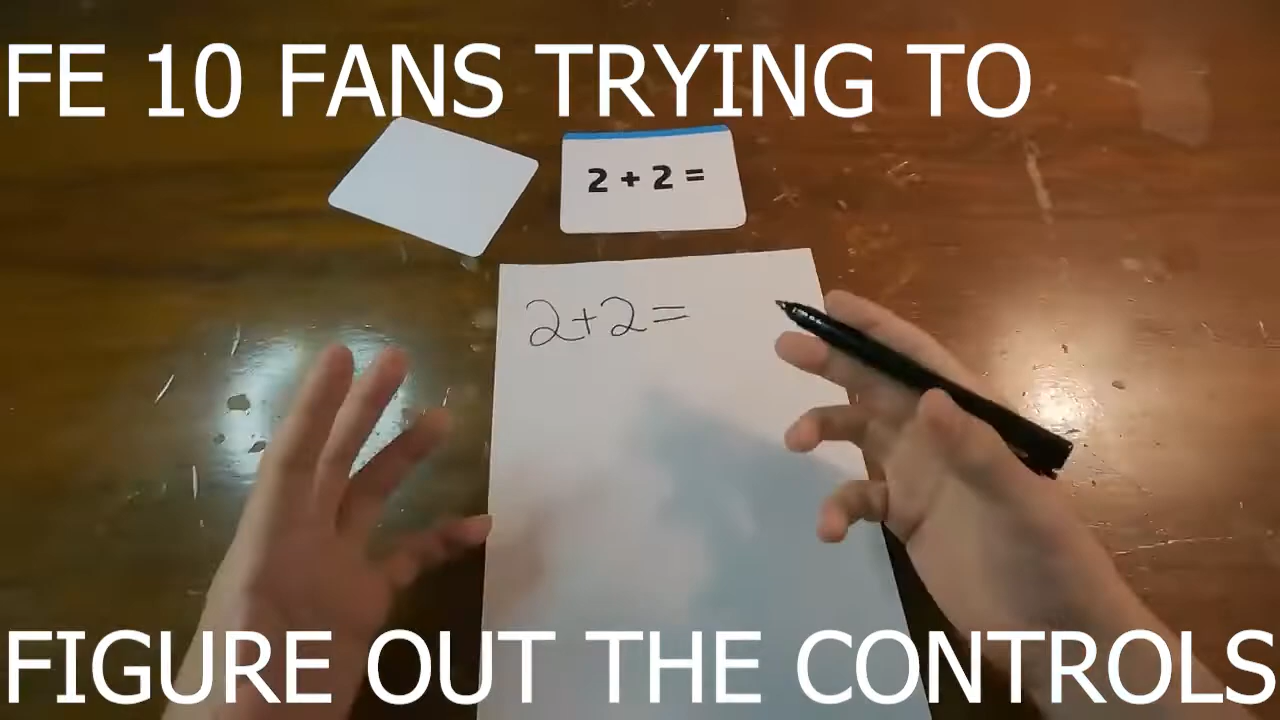 FE 10 FANS TRYING TO
2 + 2 =
2+2=
FIGURE OUT THE CONTROLS